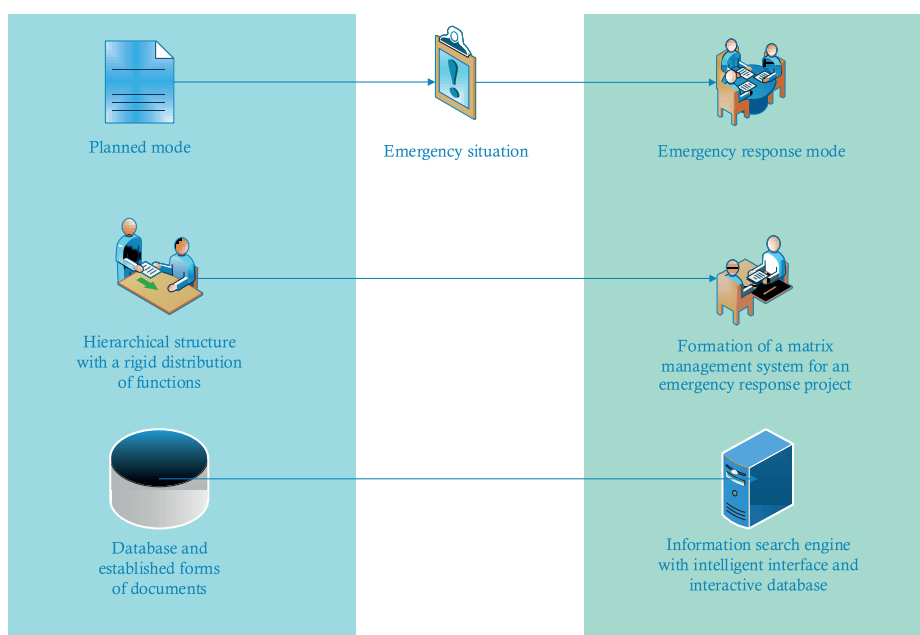 Planned mode
Emergency situation
Emergency response mode
Hierarchical structure
with a rigid distribution
of functions
Formation of a matrix
management system for an
emergency response project
Database and
established forms
of documents
Information search engine
with intelligent interface and
interactive database